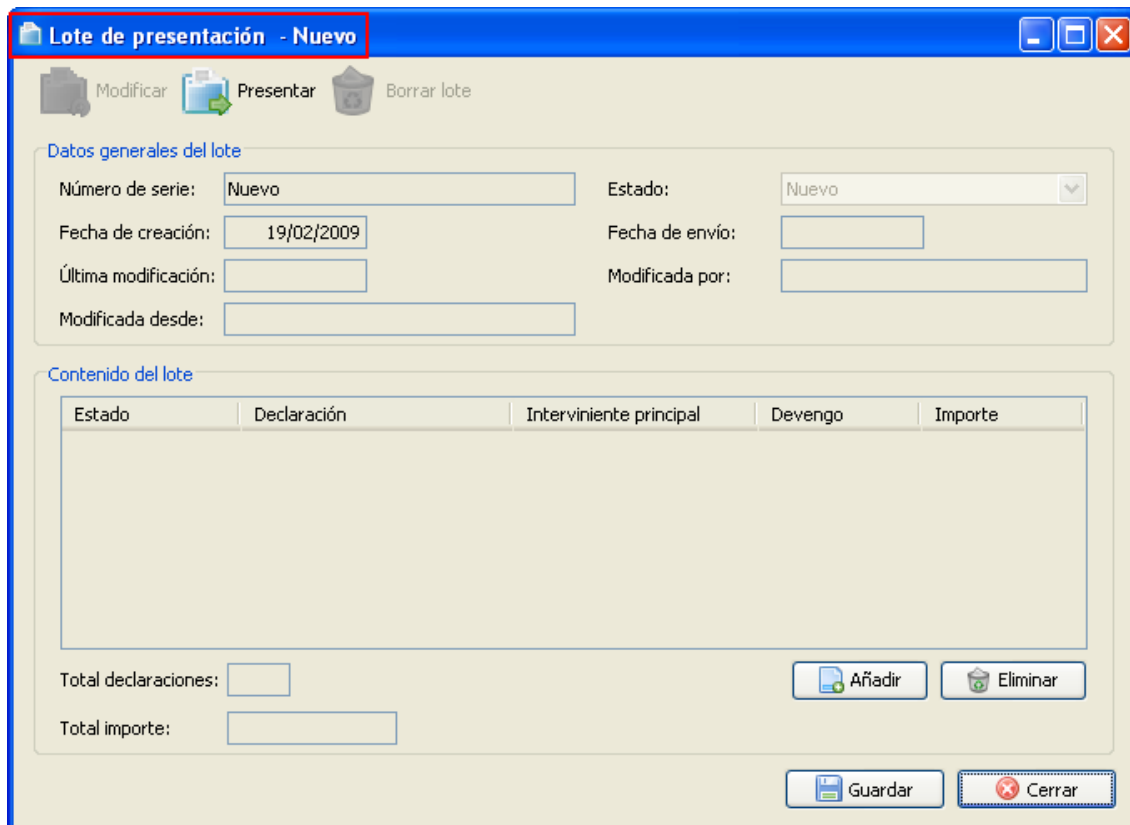 Lote de presentación - Nuevo
Modificar Presentar Borrar lote
Datos generales del lote
Número de serie: Nuevo Estado: Nuevo
Fecha de creación: 19/02/2009 Fecha de envío:
Última modificación: Modificada por:
Modificada desde:
Contenido del lote
Estado Declaración Interviniente principal Devengo Importe
Total declaraciones: Añadir Eliminar
Total importe:
Guardar Cerrar